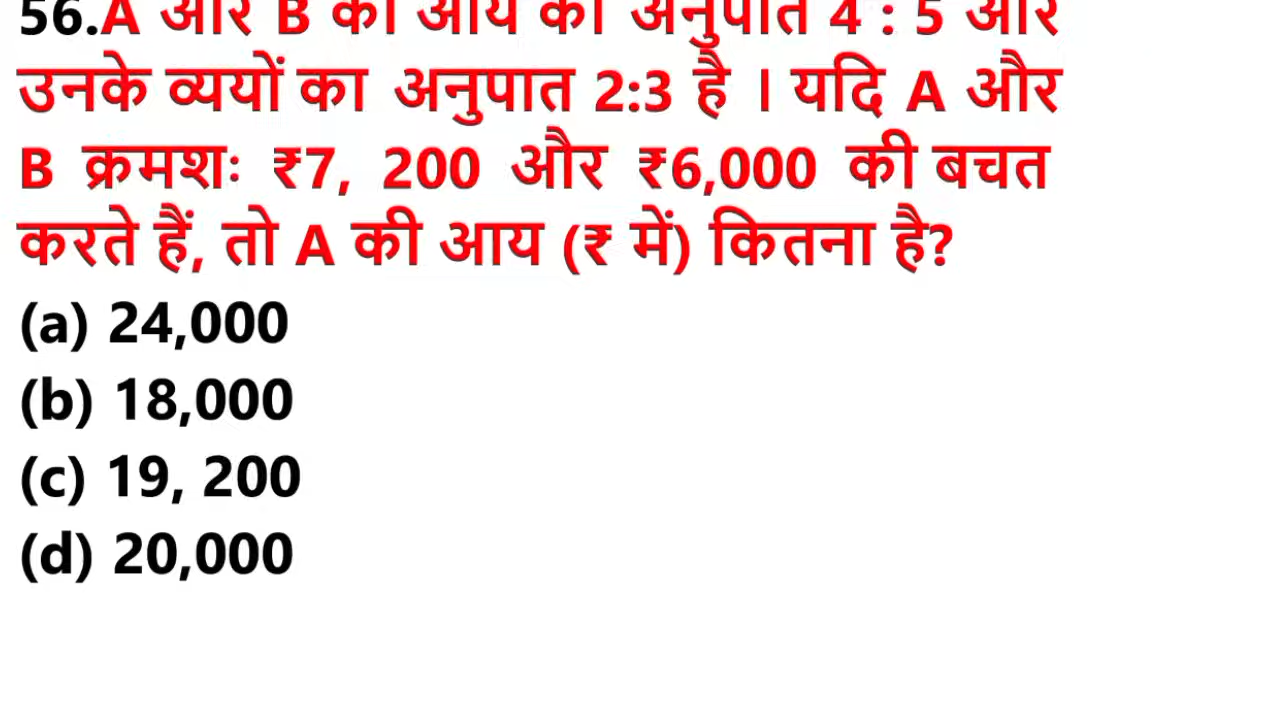 56.A और B की आय का अनुपात 4 : 5 और
उनके व्ययों का अनुपात 2:3 है । यदि A और
B क्रमशः ₹7, 200 और ₹6,000 की बचत
करते हैं, तो A की आय (₹ में) कितना है?
(a) 24,000
(b) 18,000
(c) 19, 200
(d) 20,000